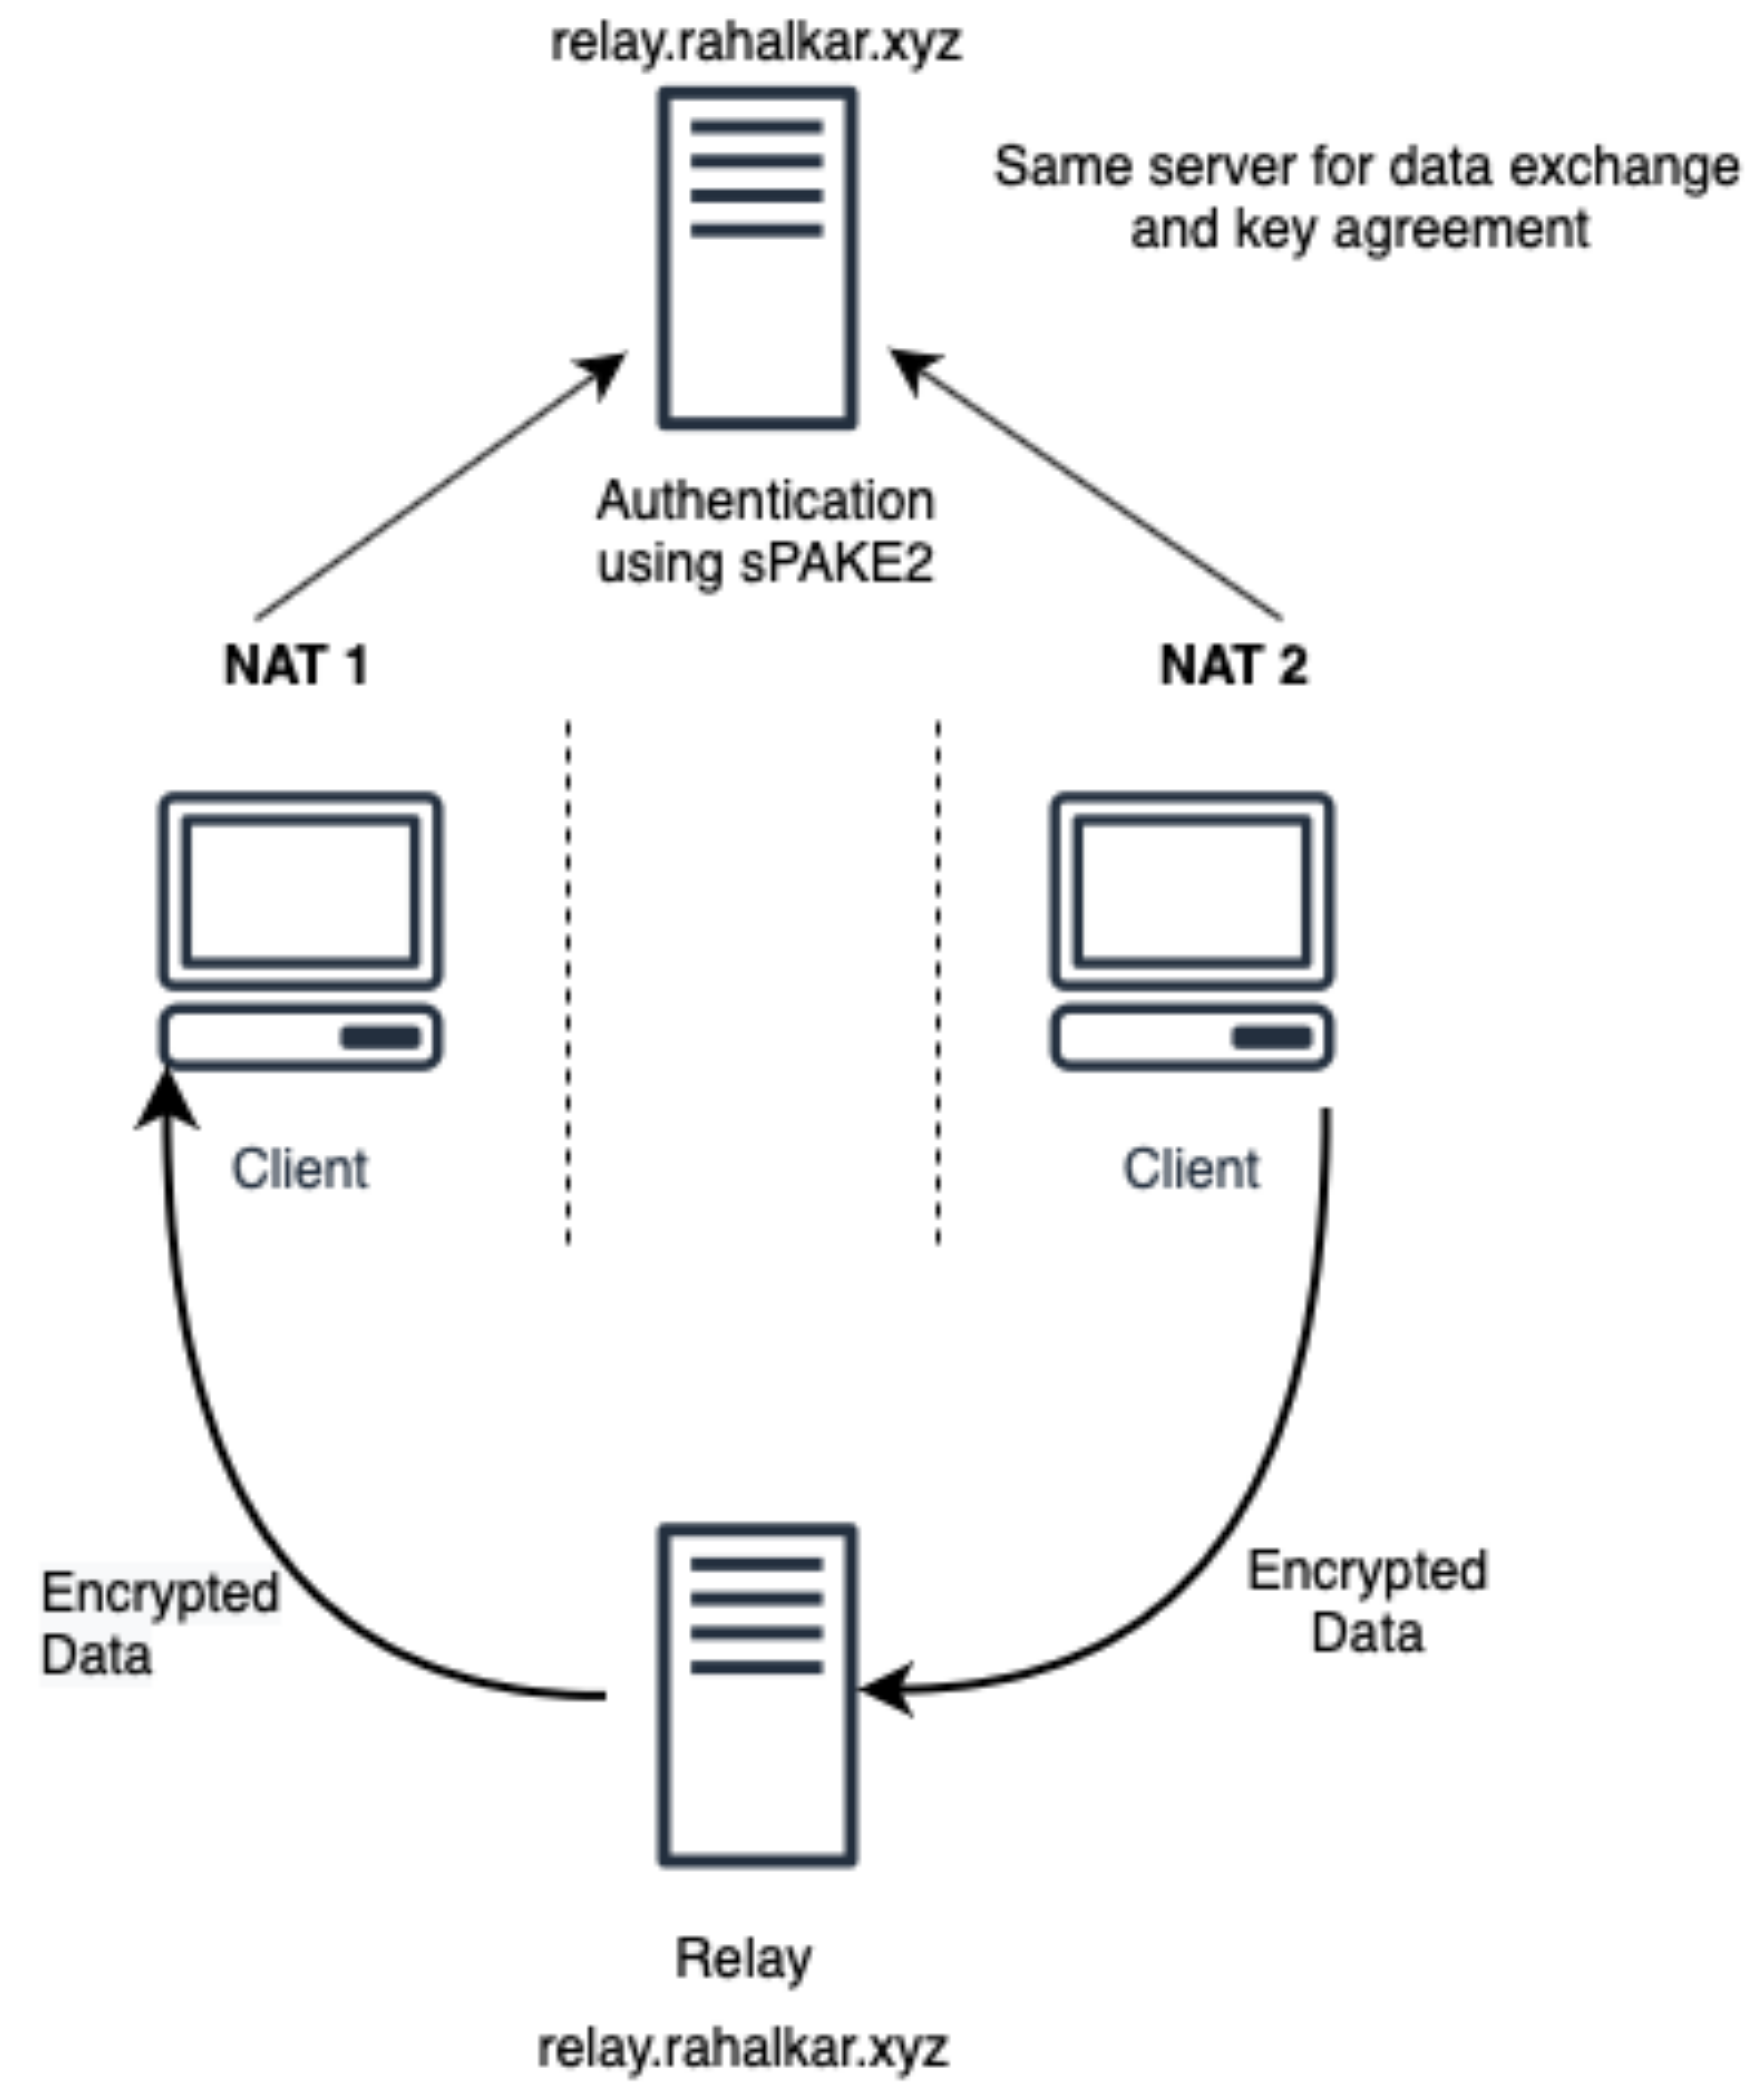 relay.rahalkar.xyz
Same server for data exchange
and key agreement
Authentication
using sPAKE2
NAT 1
NAT 2
Client
Client
Encrypted
Data
Encrypted
Data
Relay
relay.rahalkar.xyz